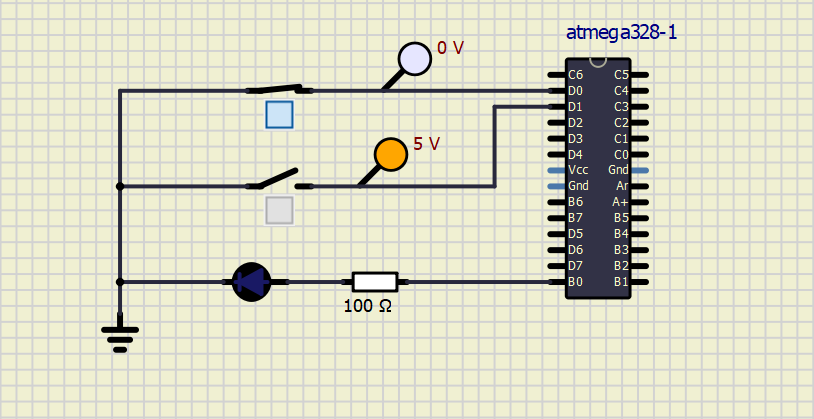 atmega328-1
0 V
5 V
100 Ω
C6 C5
D0 C4
D1 C3
D2 C2
D3 C1
D4 C0
Vcc Gnd
Gnd Ar
B6 A+
B7 B5
D5 B4
D6 B3
D7 B2
B0 B1